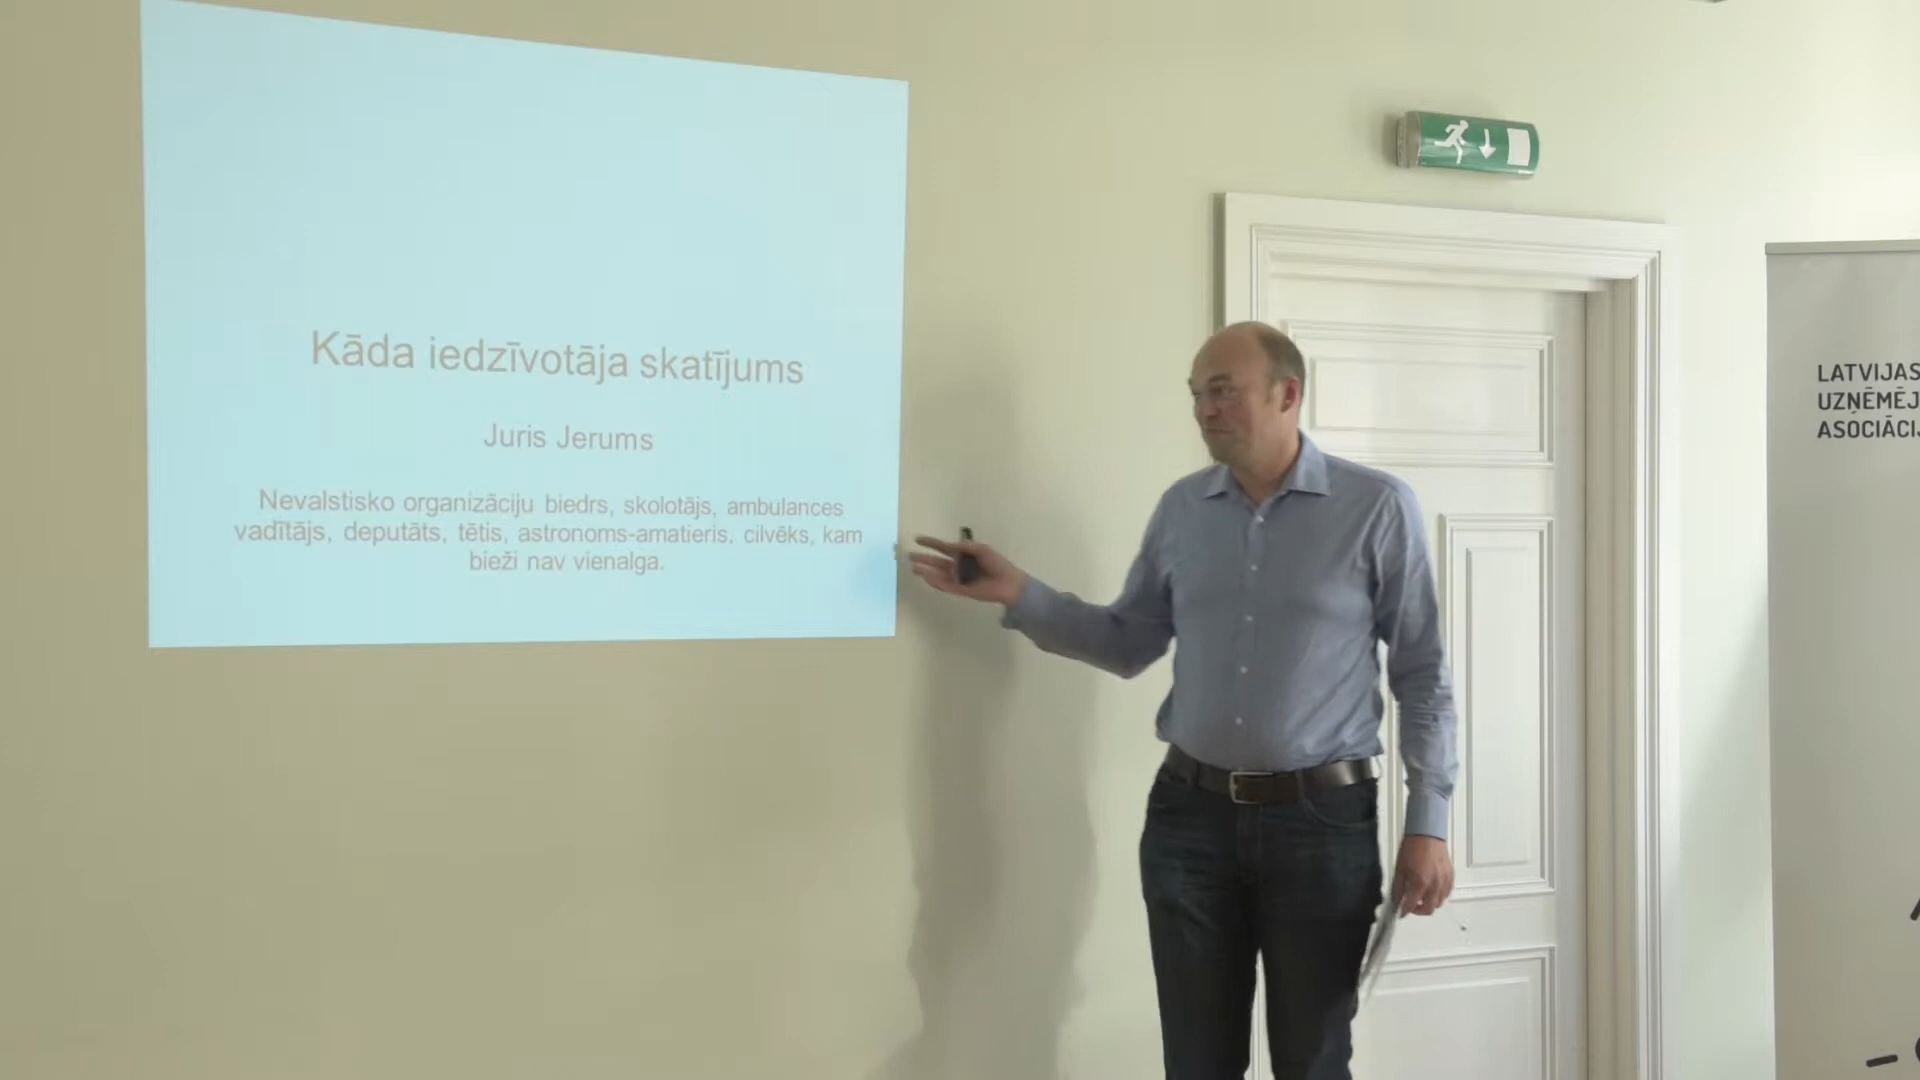 Kāda iedzīvotāja skatījums
Juris Jerums
Nevalstisko organizāciju biedrs, skolotājs, ambulances
vadītājs, deputāts, tētis, astronoms-amatieris, cilvēks, kam
bieži nav vienalga.
LATVIJAS
UZŅĒMĒJ
ASOCIĀCIJ